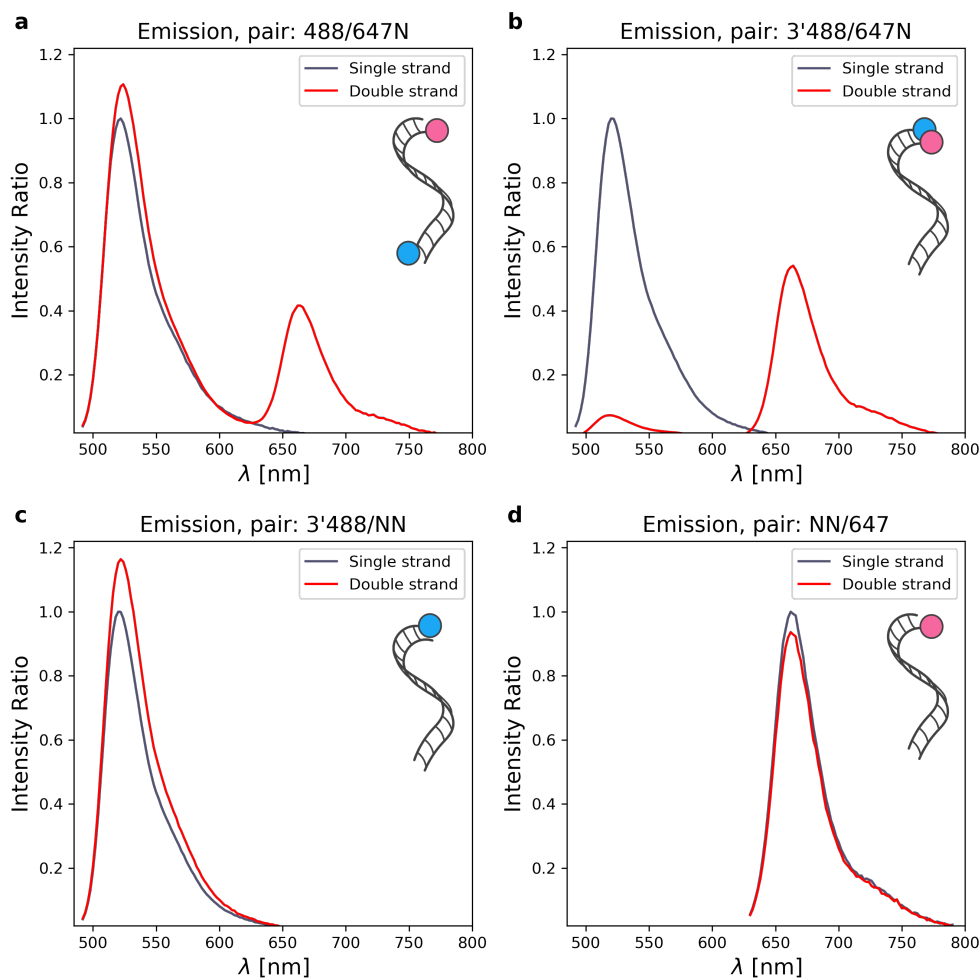 a
Emission, pair: 488/647N
Single strand
Double strand
Intensity Ratio
1.2
1.0
0.8
0.6
0.4
0.2
500 550 600 650 700 750 800
λ [nm]
b
Emission, pair: 3'488/647N
Single strand
Double strand
Intensity Ratio
1.2
1.0
0.8
0.6
0.4
0.2
500 550 600 650 700 750 800
λ [nm]
c
Emission, pair: 3'488/NN
Single strand
Double strand
Intensity Ratio
1.2
1.0
0.8
0.6
0.4
0.2
500 550 600 650 700 750 800
λ [nm]
d
Emission, pair: NN/647
Single strand
Double strand
Intensity Ratio
1.2
1.0
0.8
0.6
0.4
0.2
500 550 600 650 700 750 800
λ [nm]